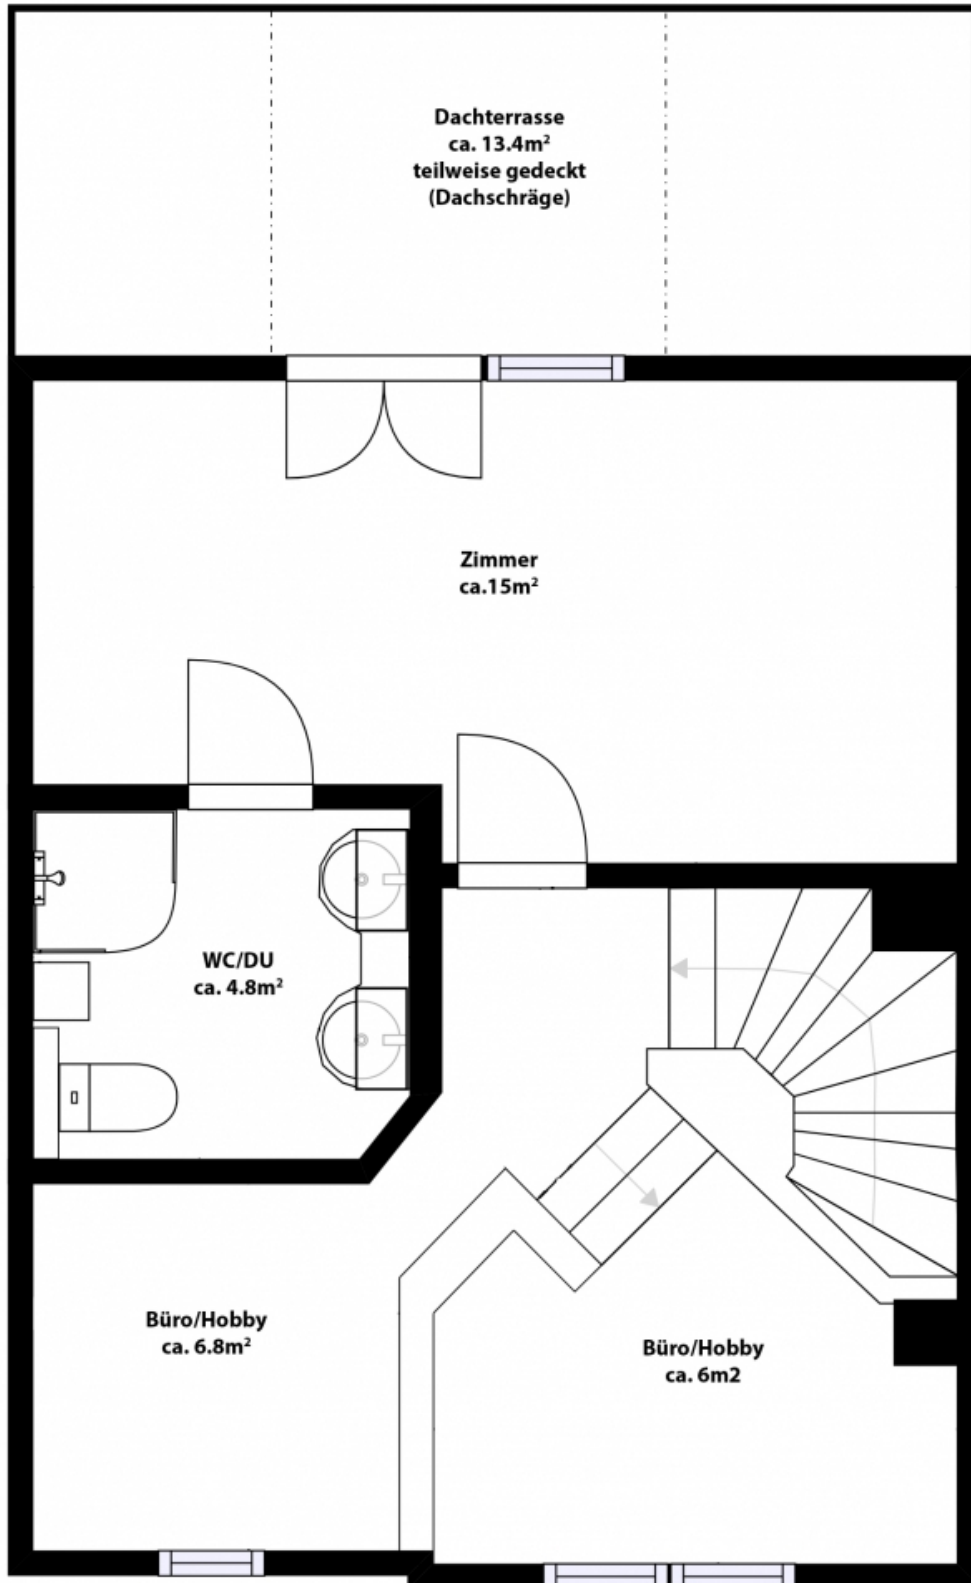 Dachterrasse
ca. 13.4m²
teilweise gedeckt
(Dachschräge)
Zimmer
ca.15m²
WC/DU
ca. 4.8m²
Büro/Hobby
ca. 6.8m²
Büro/Hobby
ca. 6m2